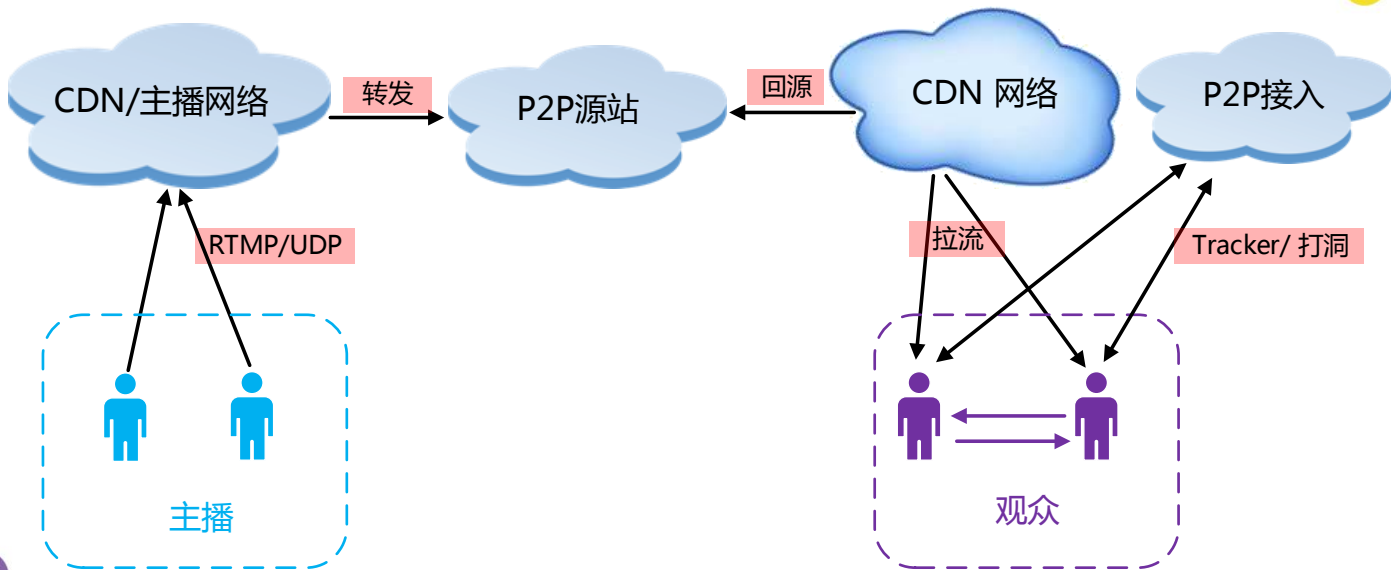 CDN/主播网络
转发
P2P源站
回源
CDN 网络
P2P接入
RTMP/UDP
拉流
Tracker/ 打洞
主播
观众